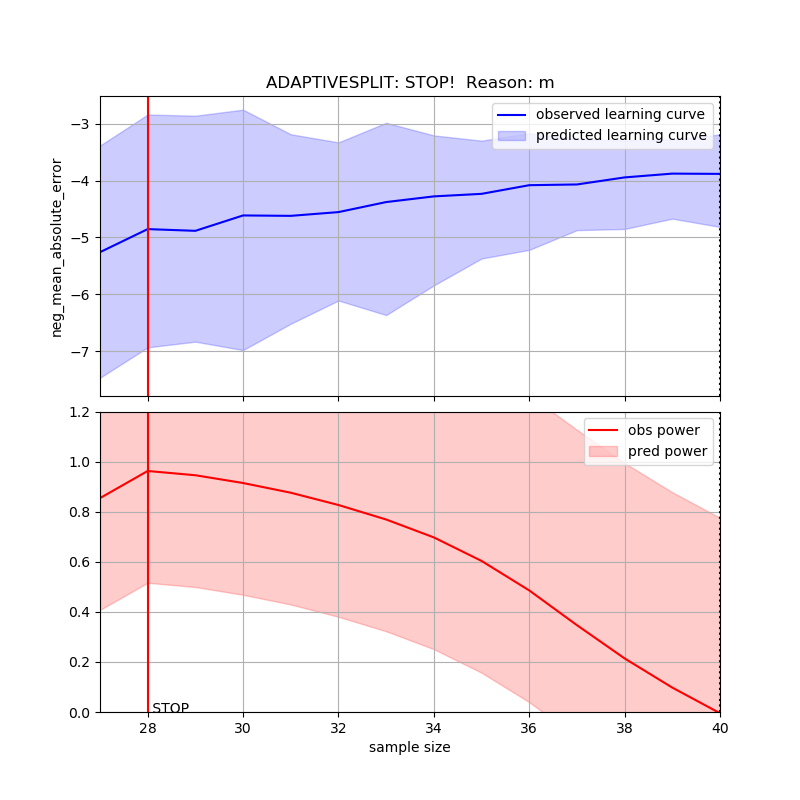 ADAPTIVESPLIT: STOP!  Reason: m
observed learning curve
predicted learning curve
−3
−4
−5
−6
−7
neg_mean_absolute_error
obs power
pred power
1.2
1.0
0.8
0.6
0.4
0.2
0.0
STOP
28 30 32 34 36 38 40
sample size